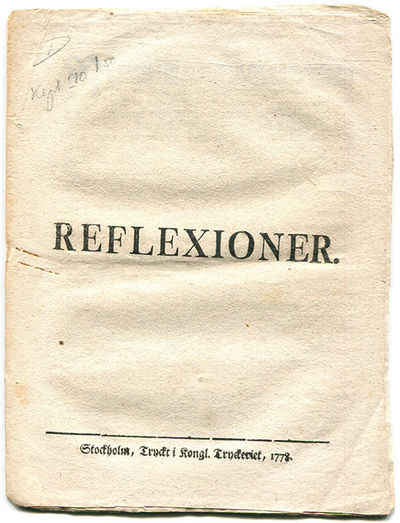 REFLEXIONER.
Stockholm, Tryckt i Kongl. Tryckeriet, 1778.